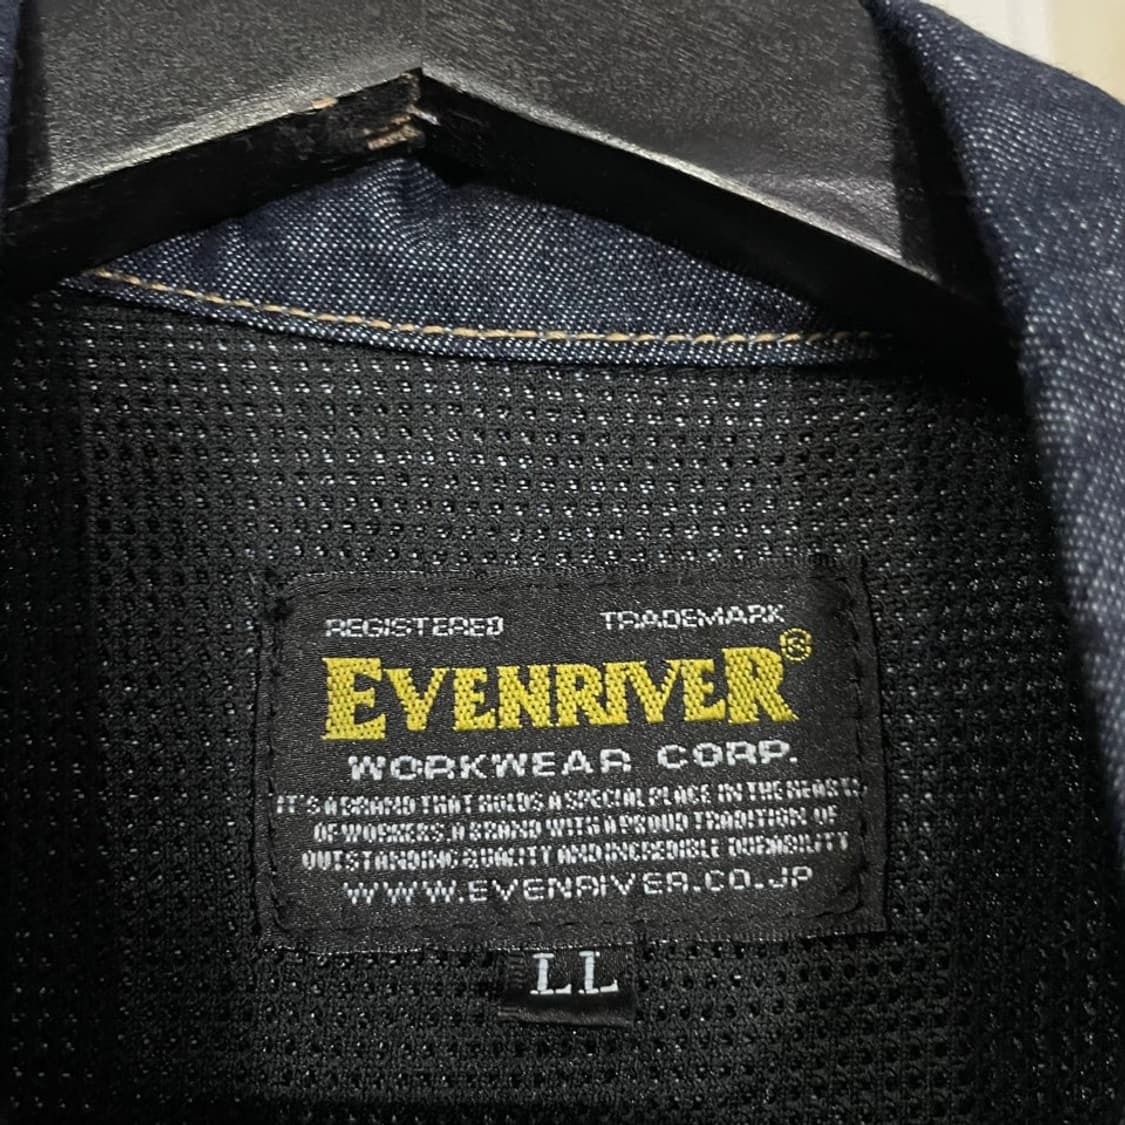 REGISTERED TRADEMARK
EVENRIVER®
WORKWEAR CORP.
IT'S A BRAND THAT HOLDS A SPECIAL PLACE IN THE HEARTS
OF WORKERS. A BRAND WITH A PROUD TRADITION OF
OUTSTANDING QUALITY AND INCREDIBLE DURABILITY
WWW.EVENRIVER.CO.JP
LL